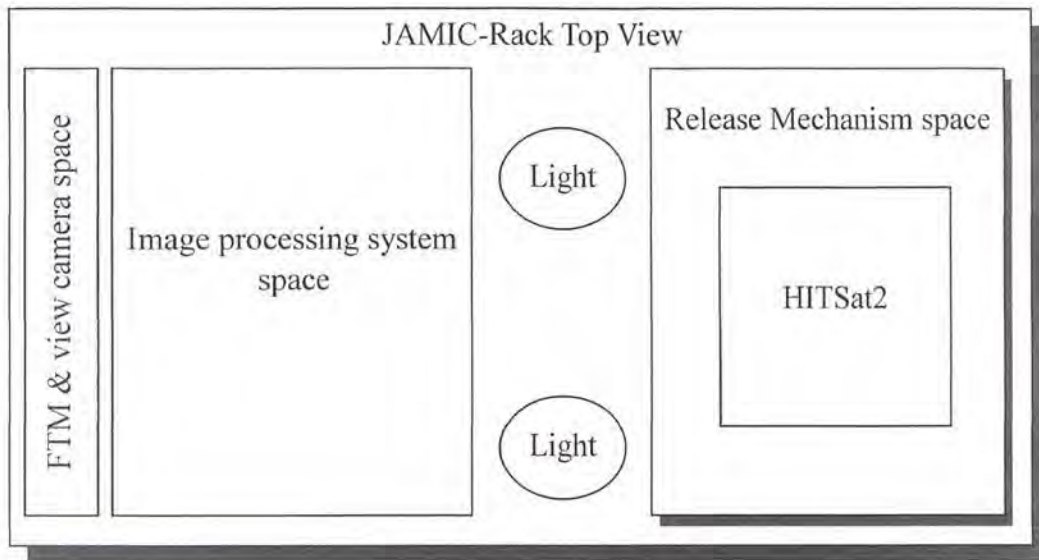 JAMIC-Rack Top View
FTM & view camera space
Image processing system
space
Light
Light
Release Mechanism space
HITSat2